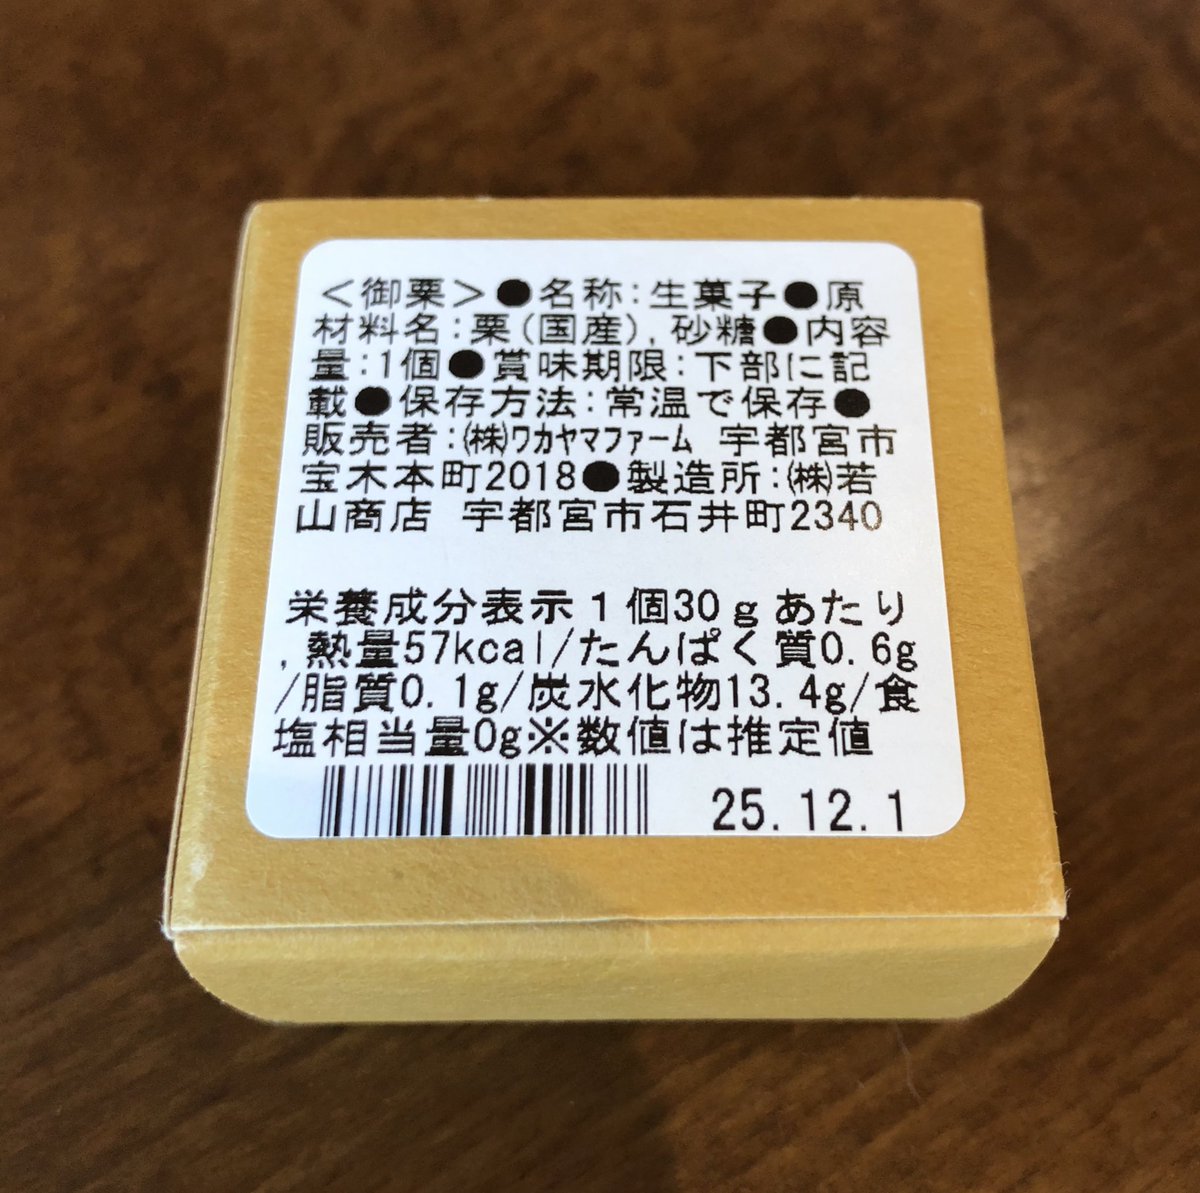 ＜御栗＞●名称:生菓子●原
材料名:栗(国産),砂糖●内容
量:1個●賞味期限:下部に記
載●保存方法:常温で保存●
販売者:㈱ﾜｶﾔﾏﾌｧｰﾑ 宇都宮市
宝木本町2018●製造所:㈱若
山商店 宇都宮市石井町2340
栄養成分表示１個30ｇあたり
,熱量57kcal/たんぱく質0.6g
/脂質0.1g/炭水化物13.4g/食
塩相当量0g※数値は推定値
25.12.1